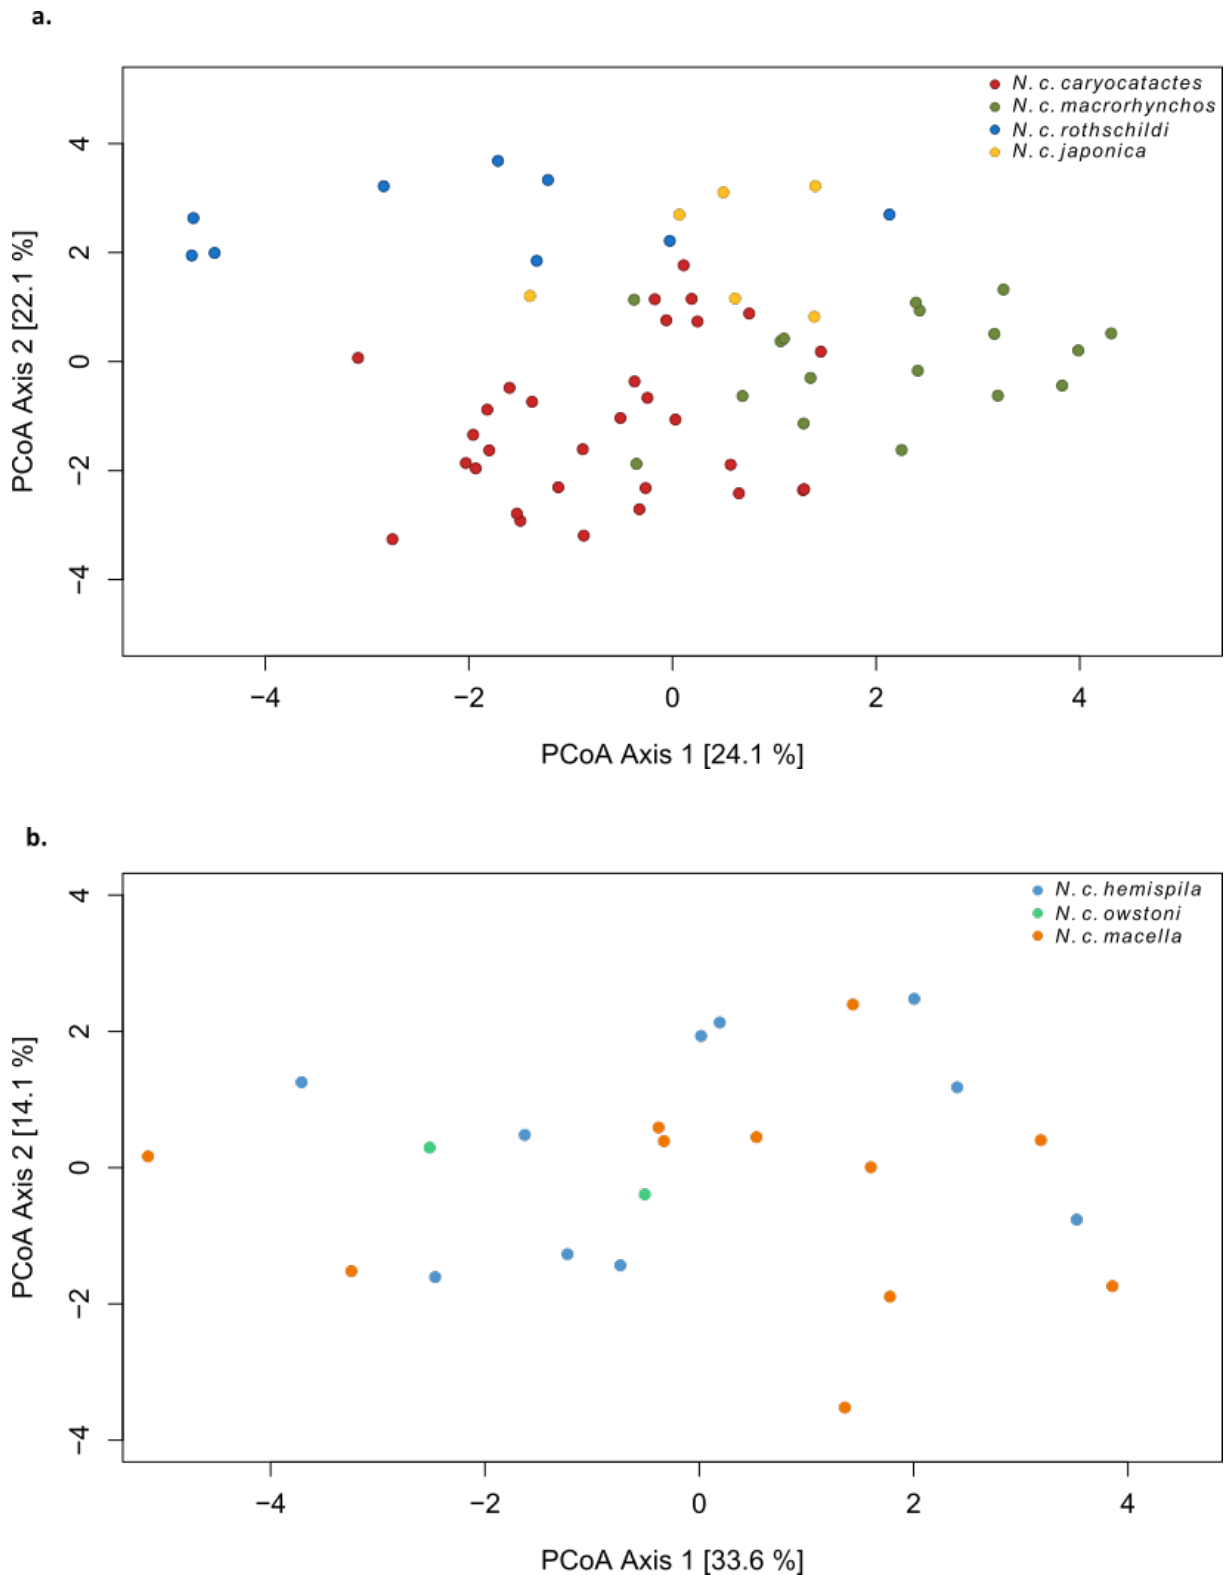 a.
N. c. caryocatactes
N. c. macrorhynchos
N. c. rothschildi
N. c. japonica
4
2
0
−2
−4
PCoA Axis 2 [22.1 %]
−4 −2 0 2 4
PCoA Axis 1 [24.1 %]
b.
N. c. hemispila
N. c. owstoni
N. c. macella
4
2
0
−2
−4
PCoA Axis 2 [14.1 %]
−4 −2 0 2 4
PCoA Axis 1 [33.6 %]